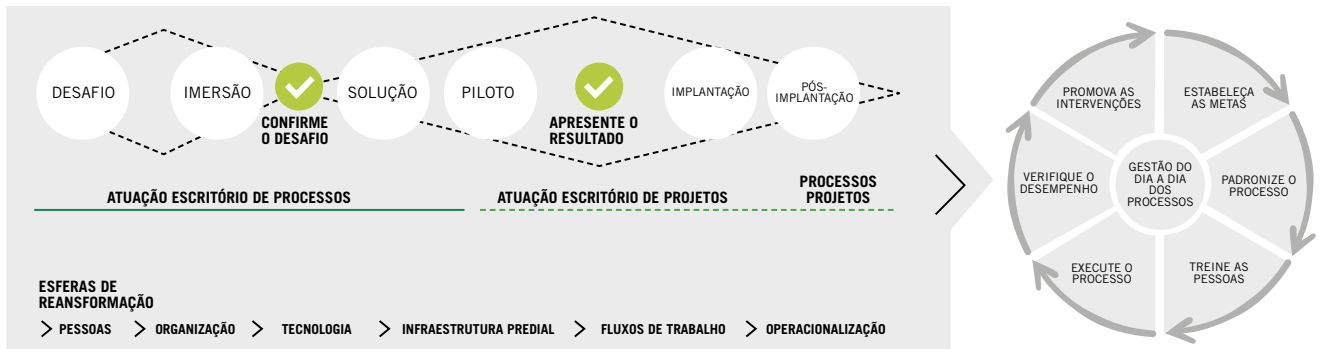 DESAFIO
IMERSÃO
CONFIRME
O DESAFIO
SOLUÇÃO
PILOTO
APRESENTE O
RESULTADO
IMPLANTAÇÃO
PÓS-
IMPLANTAÇÃO
ATUAÇÃO ESCRITÓRIO DE PROCESSOS
ATUAÇÃO ESCRITÓRIO DE PROJETOS
PROCESSOS
PROJETOS
ESFERAS DE
REANSFORMAÇÃO
PESSOAS
ORGANIZAÇÃO
TECNOLOGIA
INFRAESTRUTURA PREDIAL
FLUXOS DE TRABALHO
OPERACIONALIZAÇÃO
GESTÃO DO
DIA A DIA
DOS
PROCESSOS
ESTABELEÇA
AS METAS
PADRONIZE O
PROCESSO
TREINE AS
PESSOAS
EXECUTE O
PROCESSO
VERIFIQUE O
DESEMPENHO
PROMOVA AS
INTERVENÇÕES